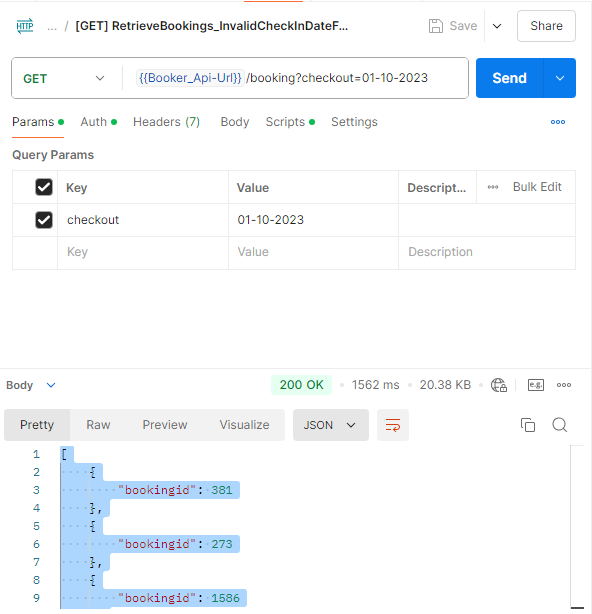 HTTP ... / [GET] RetrieveBookings_InvalidCheckInDateF... Save Share
GET {{Booker_Api-Url}} /booking?checkout=01-10-2023 Send
Params Auth Headers (7) Body Scripts Settings
Query Params
Key Value Descript... Bulk Edit
checkout 01-10-2023
Key Value Description
Body 200 OK 1562 ms 20.38 KB e.g.
Pretty Raw Preview Visualize JSON
1 [
2 {
3 "bookingid": 381
4 },
5 {
6 "bookingid": 273
7 },
8 {
9 "bookingid": 1586